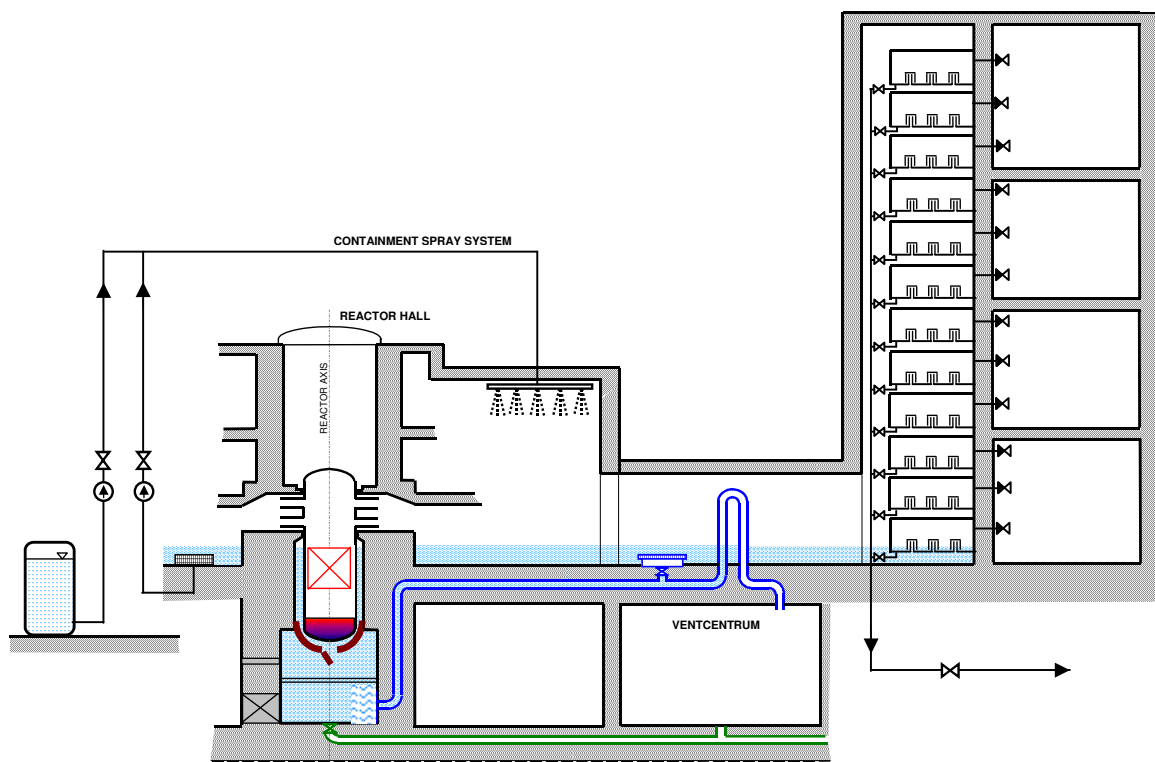 CONTAINMENT SPRAY SYSTEM
REACTOR HALL
REACTOR AXIS
VENTCENTRUM